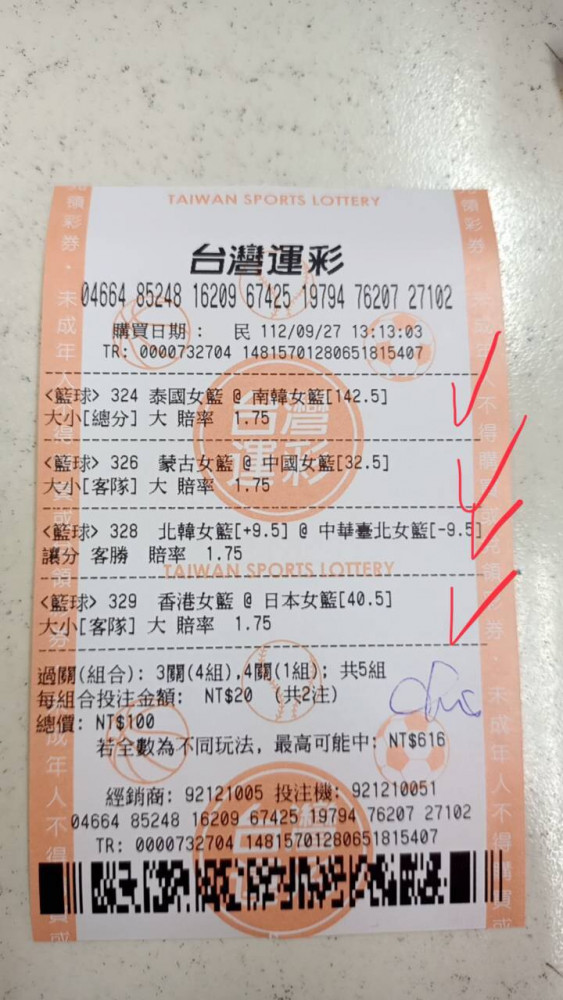 TAIWAN SPORTS LOTTERY
台灣運彩
04664 85248 16209 67425 19794 76207 27102
購買日期： 民 112/09/27 13:13:03
TR: 0000732704 14815701280651815407
<籃球> 324 泰國女籃 @ 南韓女籃[142.5]
大小[總分] 大 賠率 1.75
<籃球> 326 蒙古女籃 @ 中國女籃[32.5]
大小[客隊] 大 賠率 1.75
<籃球> 328 北韓女籃[+9.5] @ 中華臺北女籃[-9.5]
讓分 客勝 賠率 1.75
TAIWAN SPORTS LOTTERY
<籃球> 329 香港女籃 @ 日本女籃[40.5]
大小[客隊] 大 賠率 1.75
過關(組合): 3關(4組),4關(1組); 共5組
每組合投注金額: NT$20 (共2注)
總價: NT$100
若全數為不同玩法, 最高可能中: NT$616
經銷商: 92121005 投注機: 921210051
04664 85248 16209 67425 19794 76207 27102
TR: 0000732704 14815701280651815407